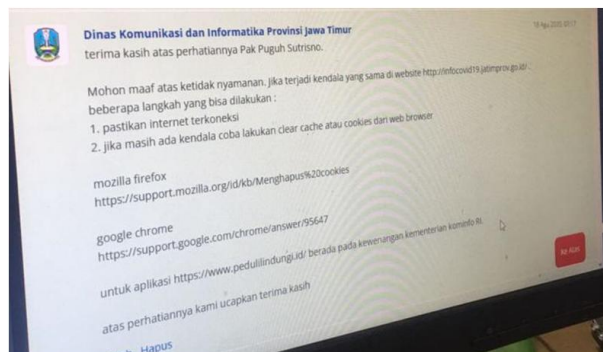 Dinas Komunikasi dan Informatika Provinsi Jawa Timur
terima kasih atas perhatiannya Pak Puguh Sutrisno.
Mohon maaf atas ketidak nyamanan. Jika terjadi kendala yang sama di website http://infocovid19.jatimprov.go.id/ .
beberapa langkah yang bisa dilakukan :
1. pastikan internet terkoneksi
2. jika masih ada kendala coba lakukan clear cache atau cookies dari web browser
mozilla firefox
https://support.mozilla.org/id/kb/Menghapus%20cookies
google chrome
https://support.google.com/chrome/answer/95647
untuk aplikasi https://www.pedulilindungi.id/ berada pada kewenangan kementerian kominfo RI.
Ke Atas
atas perhatiannya kami ucapkan terima kasih
Hapus